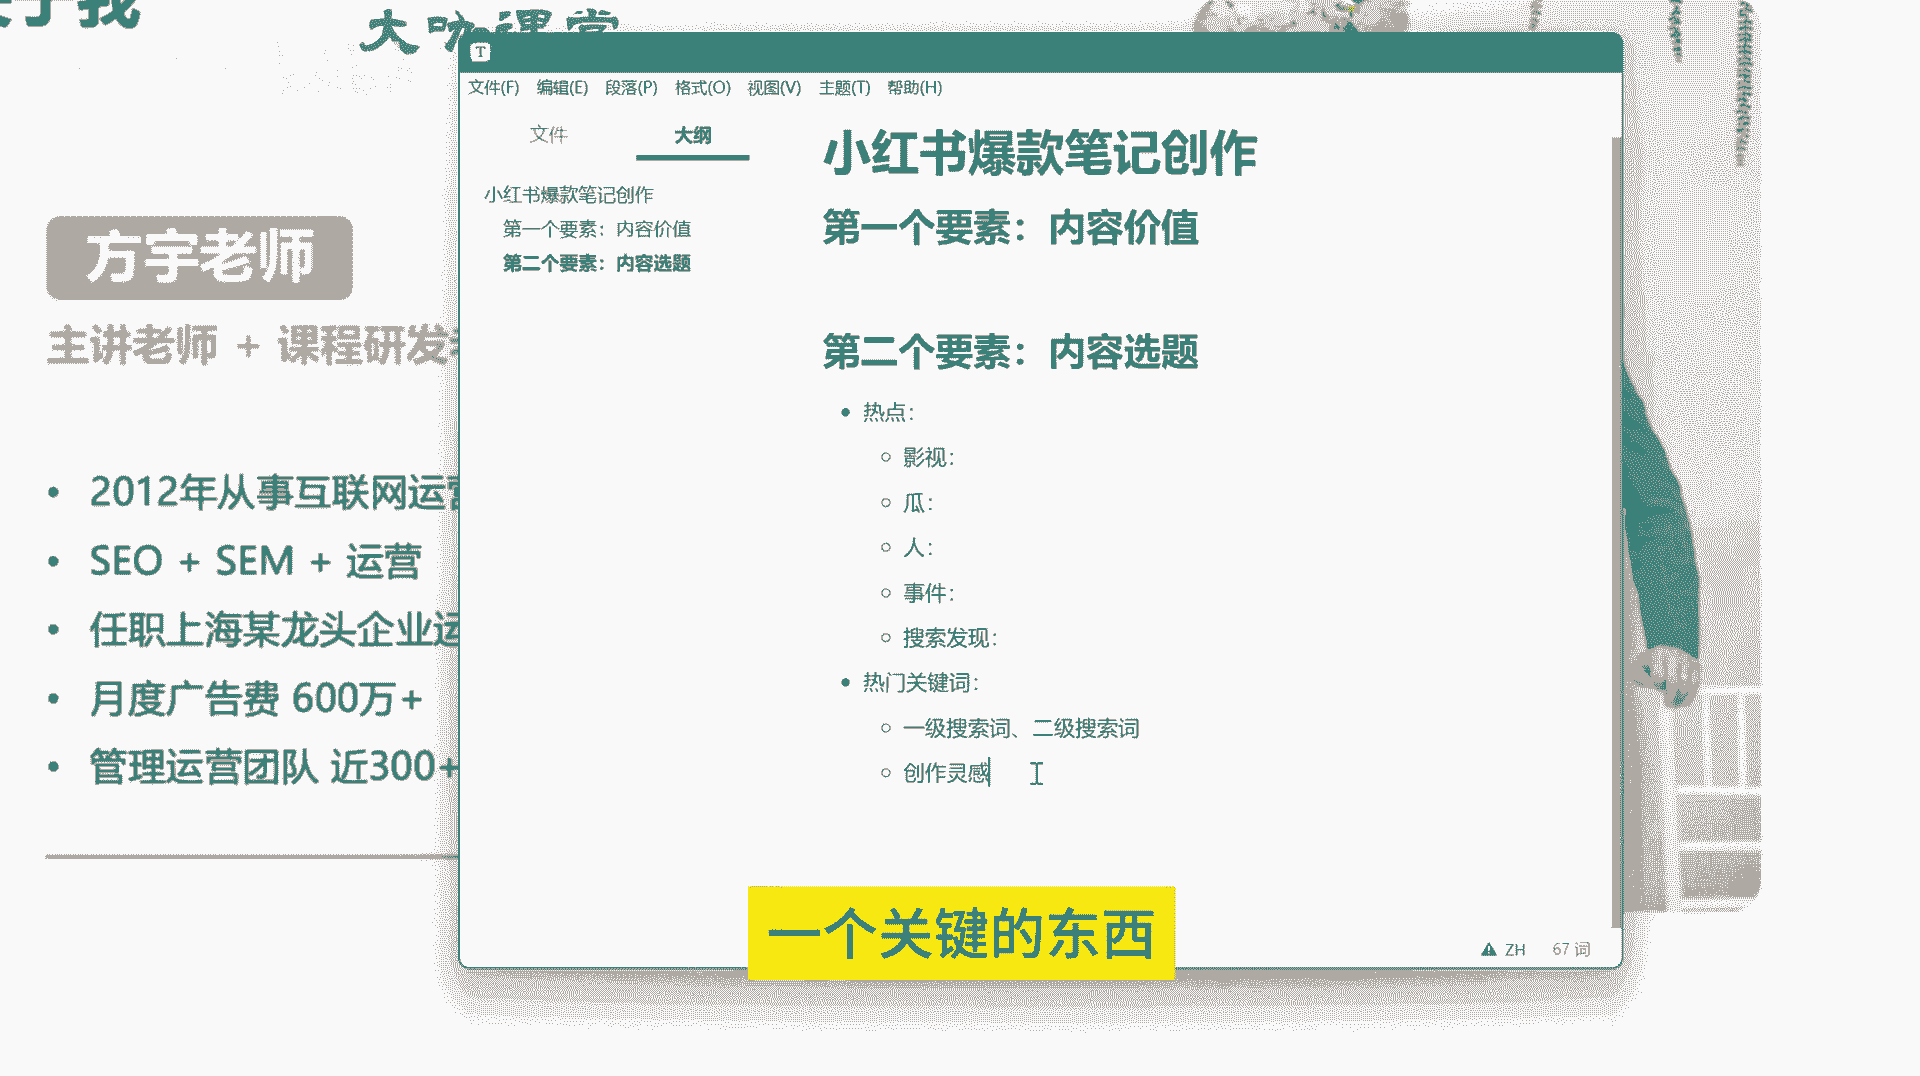 大咖课堂
方宇老师
主讲老师 + 课程研发
2012年从事互联网运营
SEO + SEM + 运营
任职上海某龙头企业运
月度广告费 600万+
管理运营团队 近300+
T
文件(F) 编辑(E) 段落(P) 格式(O) 视图(V) 主题(T) 帮助(H)
文件 大纲
小红书爆款笔记创作
第一个要素：内容价值
第二个要素：内容选题
小红书爆款笔记创作
第一个要素：内容价值
第二个要素：内容选题
热点：
影视：
瓜：
人：
事件：
搜索发现：
热门关键词：
一级搜索词、二级搜索词
创作灵感
ZH 67 词
一个关键的东西